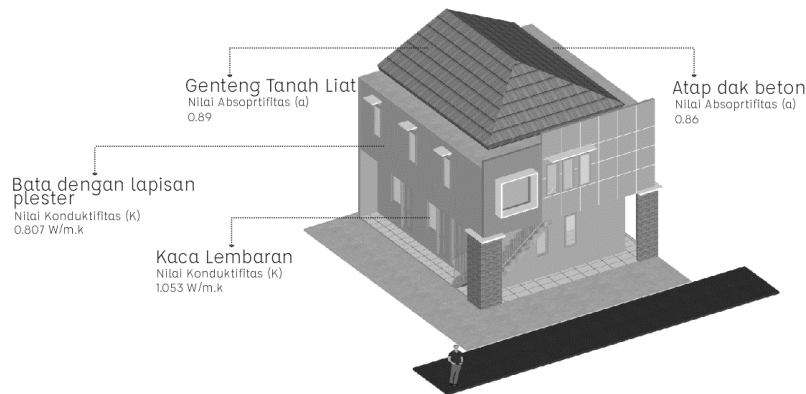 Genteng Tanah Liat
Nilai Absoprtifitas (a)
0.89
Atap dak beton
Nilai Absoprtifitas (a)
0.86
Bata dengan lapisan
plester
Nilai Konduktifitas (K)
0.807 W/m.k
Kaca Lembaran
Nilai Konduktifitas (K)
1.053 W/m.k